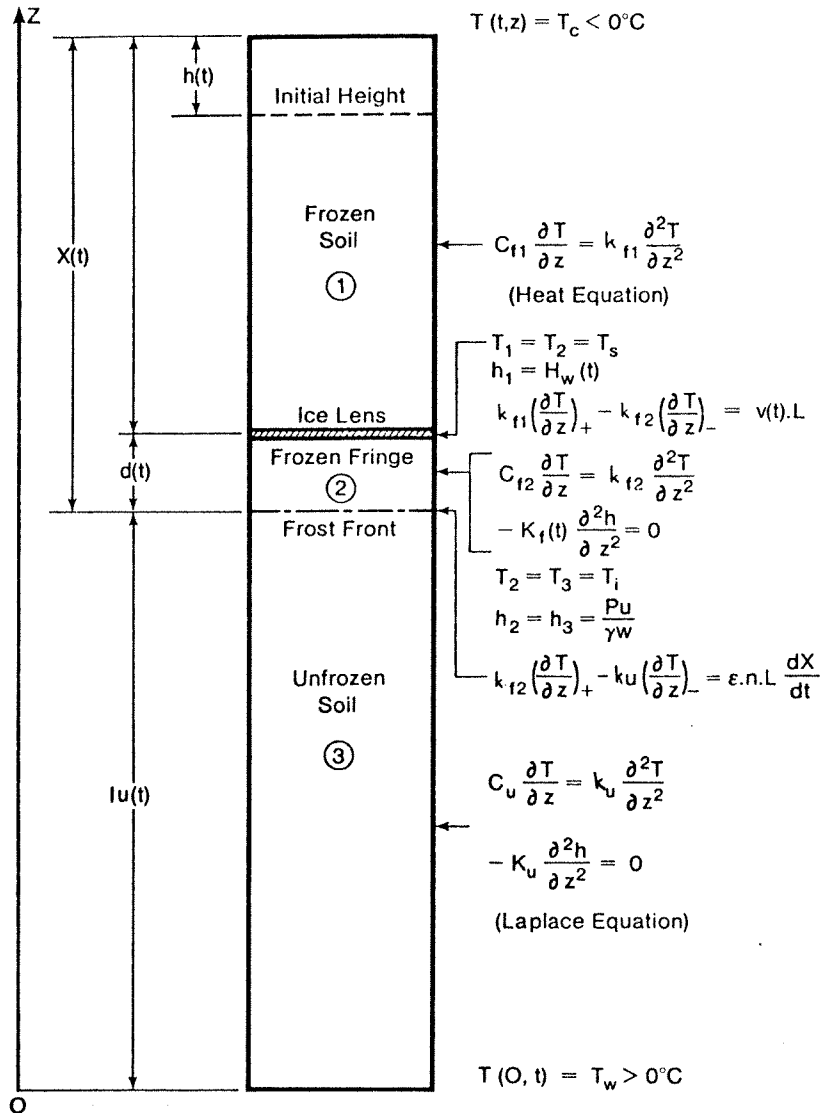 Z
T (t,z) = T_c < 0°C
h(t)
Initial Height
X(t)
Frozen
Soil
①
C_f1 ∂T/∂z = k_f1 ∂²T/∂z²
(Heat Equation)
T_1 = T_2 = T_s
h_1 = H_w (t)
k_f1(∂T/∂z)_+ − k_f2(∂T/∂z)_− = v(t).L
Ice Lens
d(t)
Frozen Fringe
②
C_f2 ∂T/∂z = k_f2 ∂²T/∂z²
− K_f(t) ∂²h/∂z² = 0
Frost Front
T_2 = T_3 = T_i
h_2 = h_3 = Pu/γw
k_f2(∂T/∂z)_+ − ku(∂T/∂z)_− = ε.n.L dX/dt
Unfrozen
Soil
③
lu(t)
C_u ∂T/∂z = k_u ∂²T/∂z²
− K_u ∂²h/∂z² = 0
(Laplace Equation)
T (O, t) = T_w > 0°C
O